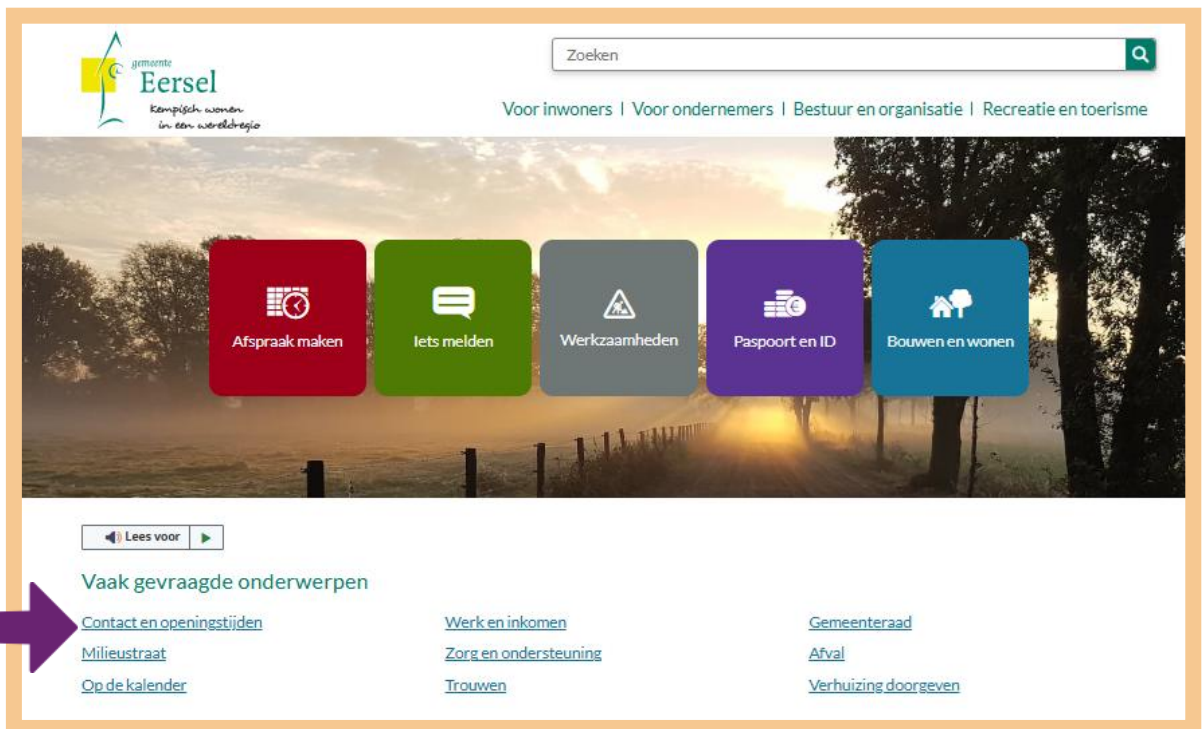 gemeente
Eersel
Kempisch wonen
in een wereldregio
Zoeken
Voor inwoners | Voor ondernemers | Bestuur en organisatie | Recreatie en toerisme
Afspraak maken
Iets melden
Werkzaamheden
Paspoort en ID
Bouwen en wonen
Lees voor
Vaak gevraagde onderwerpen
Contact en openingstijden
Werk en inkomen
Gemeenteraad
Milieustraat
Zorg en ondersteuning
Afval
Op de kalender
Trouwen
Verhuizing doorgeven